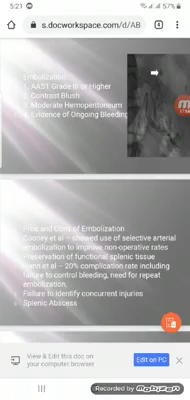 5:21
57%
s.docworkspace.com/d/AB
4
Embolization
1. AAST Grade III or Higher
2. Contrast Blush
3. Moderate Hemoperitoneum
4. Evidence of Ongoing Bleeding
Pros and Cons of Embolization
Cooney et al – showed use of selective arterial
embolization to improve non-operative rates
Preservation of functional splenic tissue
et al – 20% complication rate including
failure to control bleeding, need for repeat
embolization,
Failure to identify concurrent injuries
Splenic Abscess
View & Edit this doc on
your computer browser
Edit on PC
Recorded by Mobizen